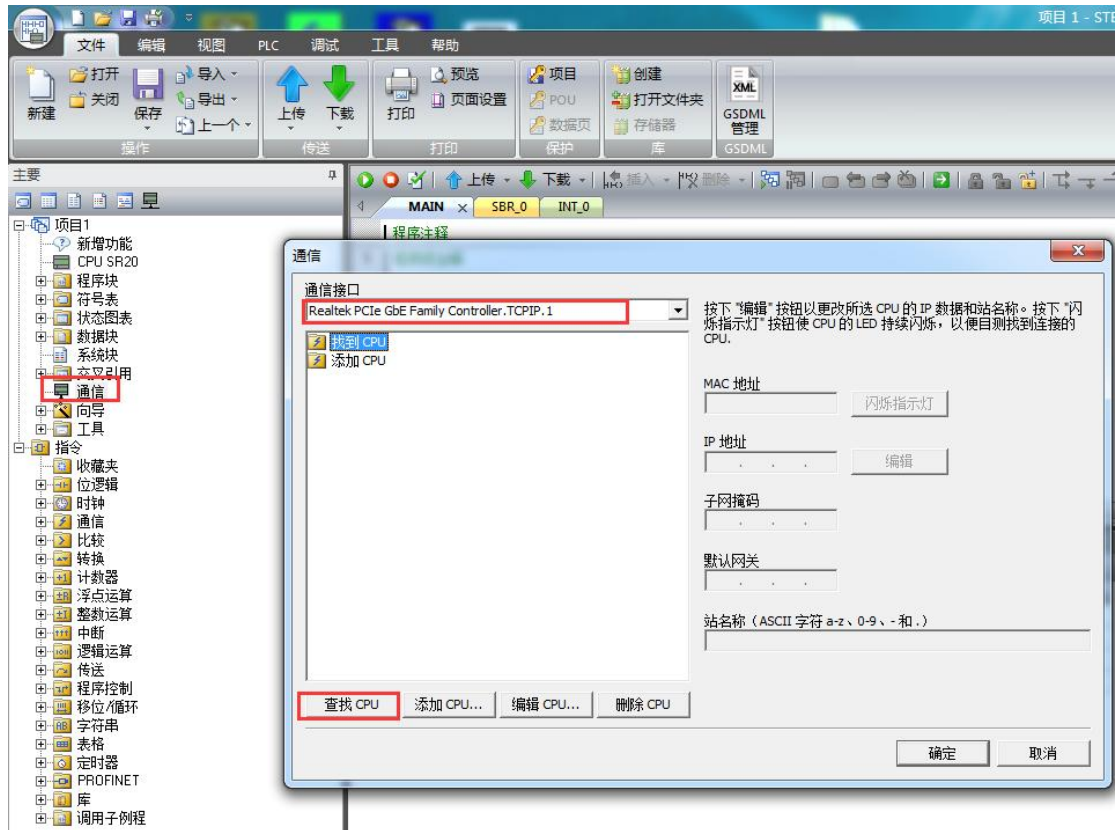 项目 1 - STE
文件 编辑 视图 PLC 调试 工具 帮助
新建
打开
关闭
保存
导入
导出
上一个
操作
上传
下载
传送
打印
预览
页面设置
打印
项目
POU
数据页
保护
创建
打开文件夹
存储器
库
XML
GSDML
管理
GSDML
主要
上传 下载 插入 删除
MAIN SBR_0 INT_0
程序注释
项目1
新增功能
CPU SR20
程序块
符号表
状态图表
数据块
系统块
交叉引用
通信
向导
工具
指令
收藏夹
位逻辑
时钟
通信
比较
转换
计数器
浮点运算
整数运算
中断
逻辑运算
传送
程序控制
移位/循环
字符串
表格
定时器
PROFINET
库
调用子例程
通信
通信接口
Realtek PCIe GbE Family Controller.TCPIP.1
找到 CPU
添加 CPU
按下 "编辑" 按钮以更改所选 CPU 的 IP 数据和站名称。按下 "闪
烁指示灯" 按钮使 CPU 的 LED 持续闪烁，以便目测找到连接的
CPU.
MAC 地址
闪烁指示灯
IP 地址
编辑
子网掩码
默认网关
站名称（ASCII 字符 a-z、0-9、- 和 .）
查找 CPU 添加 CPU... 编辑 CPU... 删除 CPU
确定 取消